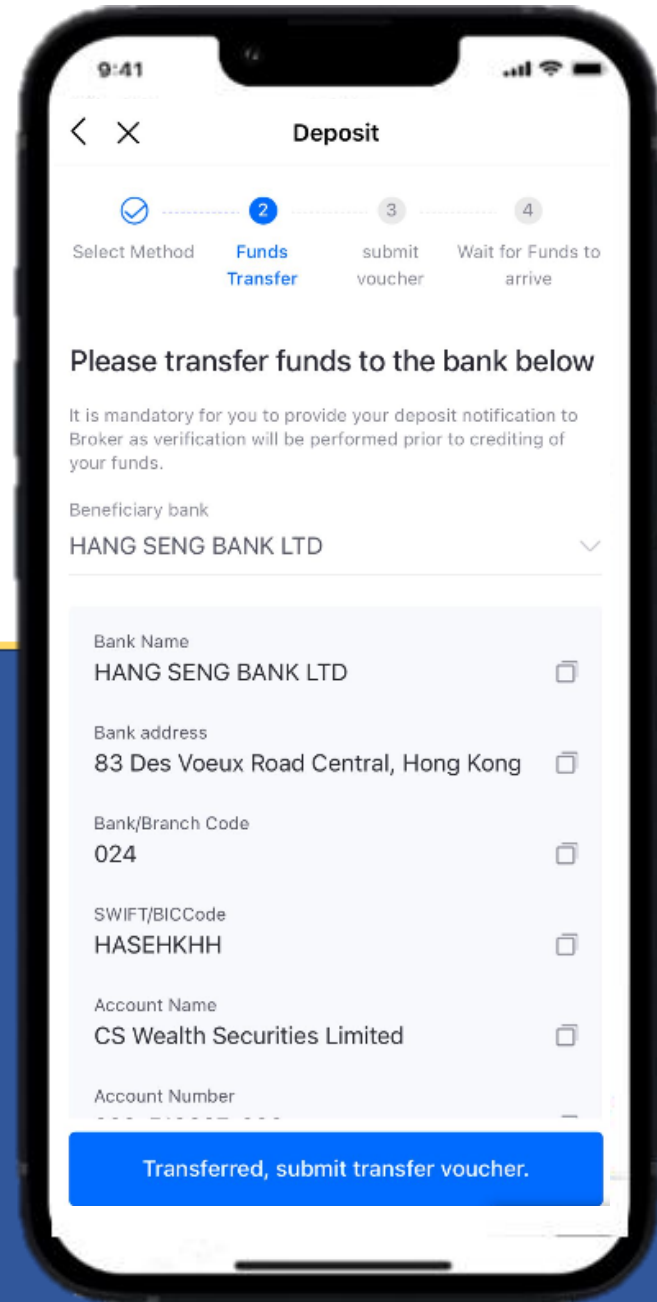 9:41
Deposit
2
3
4
Select Method
Funds
Transfer
submit
voucher
Wait for Funds to
arrive
Please transfer funds to the bank below
It is mandatory for you to provide your deposit notification to
Broker as verification will be performed prior to crediting of
your funds.
Beneficiary bank
HANG SENG BANK LTD
Bank Name
HANG SENG BANK LTD
Bank address
83 Des Voeux Road Central, Hong Kong
Bank/Branch Code
024
SWIFT/BICCode
HASEHKHH
Account Name
CS Wealth Securities Limited
Account Number
Transferred, submit transfer voucher.